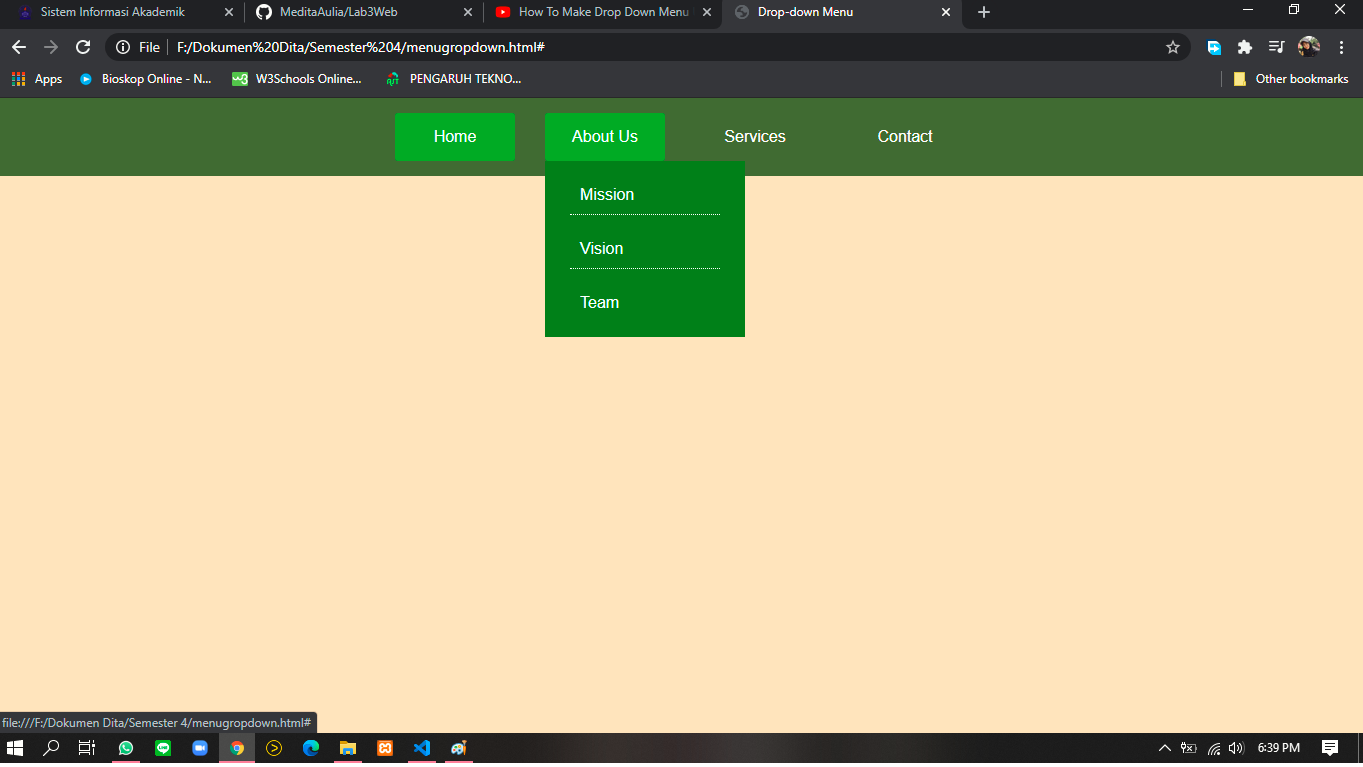 Sistem Informasi Akademik
MeditaAulia/Lab3Web
How To Make Drop Down Menu
Drop-down Menu
File
F:/Dokumen%20Dita/Semester%204/menugropdown.html#
Apps
Bioskop Online - N...
W3Schools Online...
PENGARUH TEKNO...
Other bookmarks
Home
About Us
Services
Contact
Mission
Vision
Team
file:///F:/Dokumen Dita/Semester 4/menugropdown.html#
6:39 PM